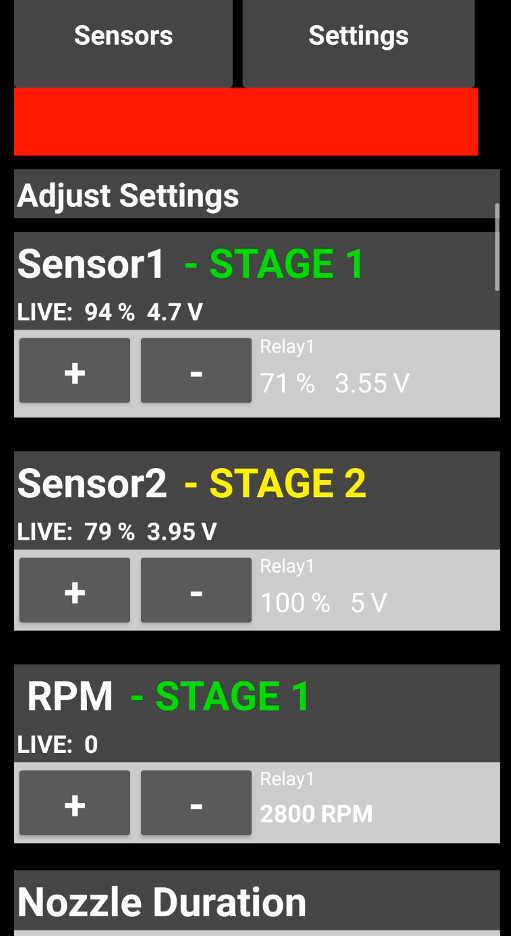 Sensors Settings
Adjust Settings
Sensor1 - STAGE 1
LIVE: 94 % 4.7 V
+ -
Relay1
71 % 3.55 V
Sensor2 - STAGE 2
LIVE: 79 % 3.95 V
+ -
Relay1
100 % 5 V
RPM - STAGE 1
LIVE: 0
+ -
Relay1
2800 RPM
Nozzle Duration